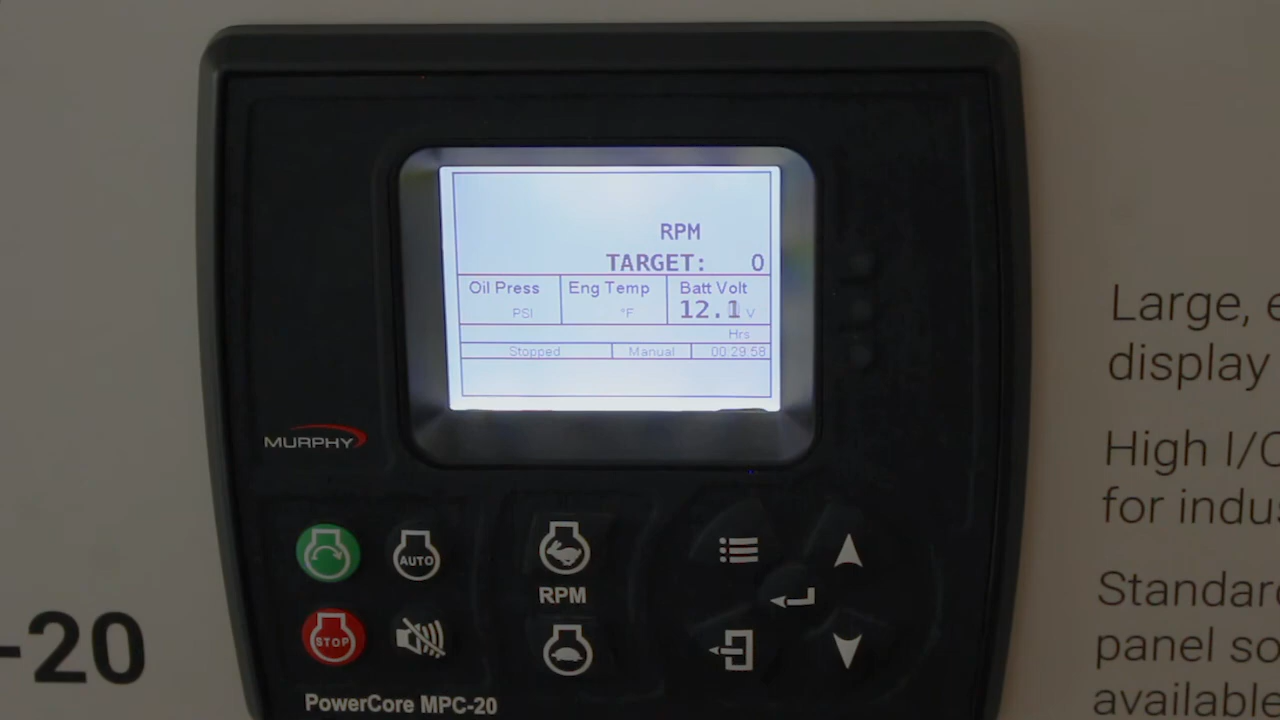 RPM
TARGET: 0
Oil Press Eng Temp Batt Volt
PSI °F 12.1 V
Hrs
Stopped Manual 00:29:58
MURPHY
AUTO
RPM
STOP
PowerCore MPC-20
-20
Large, e
display
High I/O
for indus
Standard
panel so
available